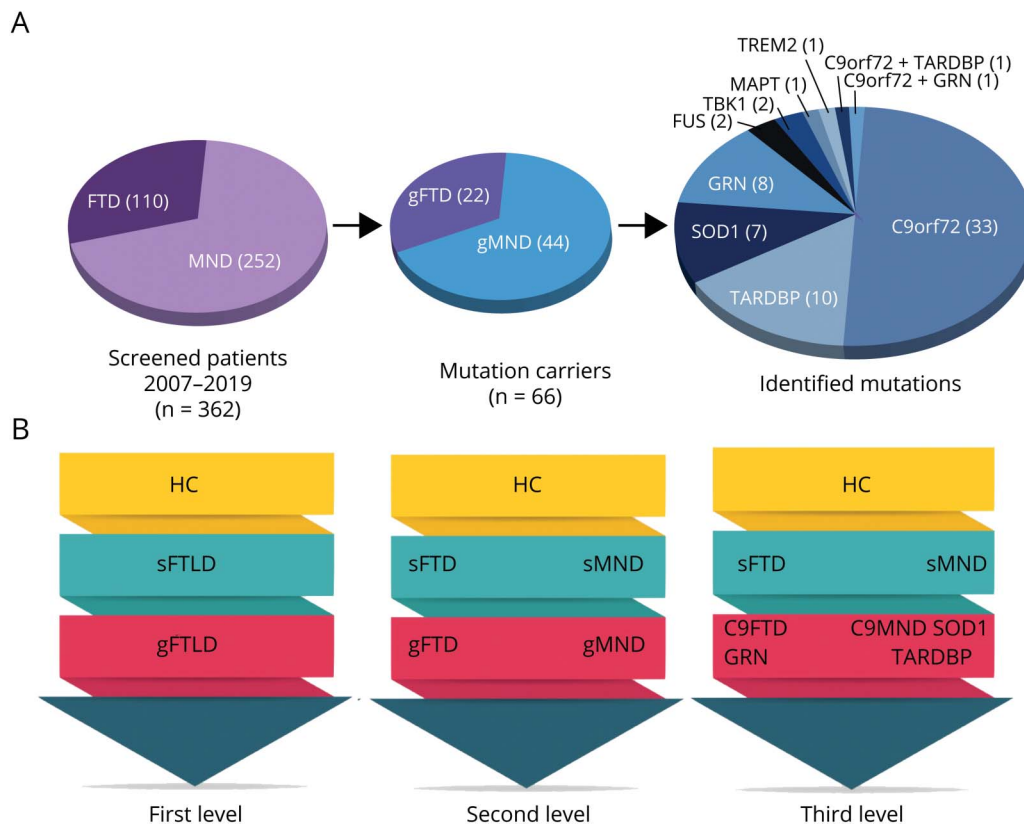 A
FTD (110)
MND (252)
Screened patients
2007–2019
(n = 362)
gFTD (22)
gMND (44)
Mutation carriers
(n = 66)
TREM2 (1)
C9orf72 + TARDBP (1)
MAPT (1)
C9orf72 + GRN (1)
TBK1 (2)
FUS (2)
GRN (8)
SOD1 (7)
C9orf72 (33)
TARDBP (10)
Identified mutations
B
HC
sFTLD
gFTLD
First level
HC
sFTD sMND
gFTD gMND
Second level
HC
sFTD sMND
C9FTD C9MND SOD1
GRN TARDBP
Third level